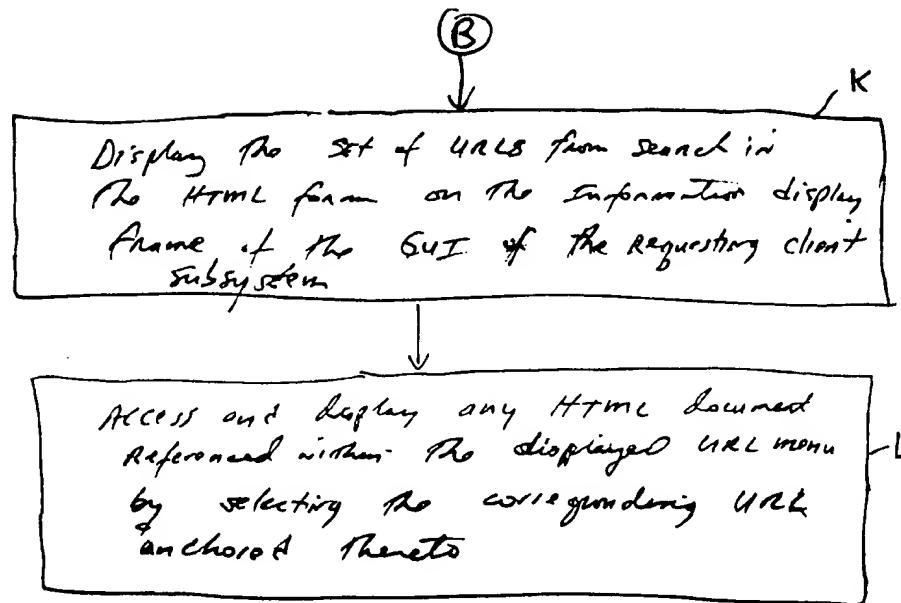 B
K
Display the set of URLs from search in
the HTML form on the Information display
frame of the GUI of the Requesting client
subsystem
Access and display any HTML document
Referenced within the displayed URL menu
by selecting the corresponding URL
anchored thereto
L